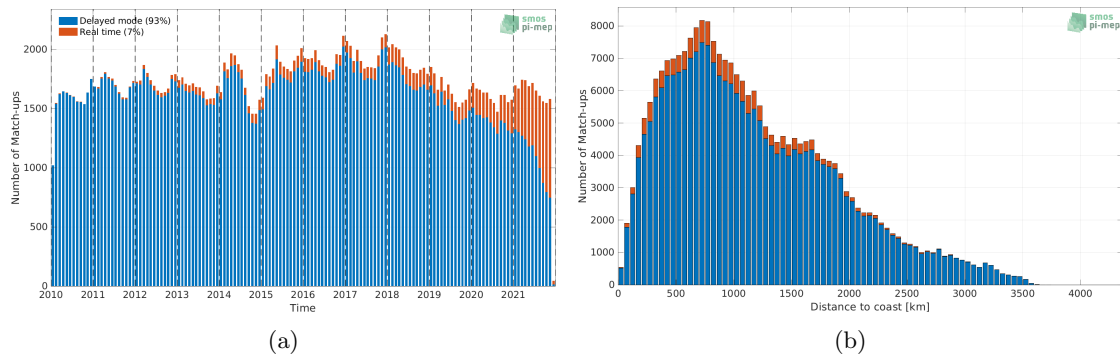 Delayed mode (93%)
Real time (7%)
smos
pi-mep
2000
1500
1000
500
0
Number of Match-ups
2010 2011 2012 2013 2014 2015 2016 2017 2018 2019 2020 2021
Time
(a)
smos
pi-mep
8000
7000
6000
5000
4000
3000
2000
1000
0
Number of Match-ups
0 500 1000 1500 2000 2500 3000 3500 4000
Distance to coast [km]
(b)